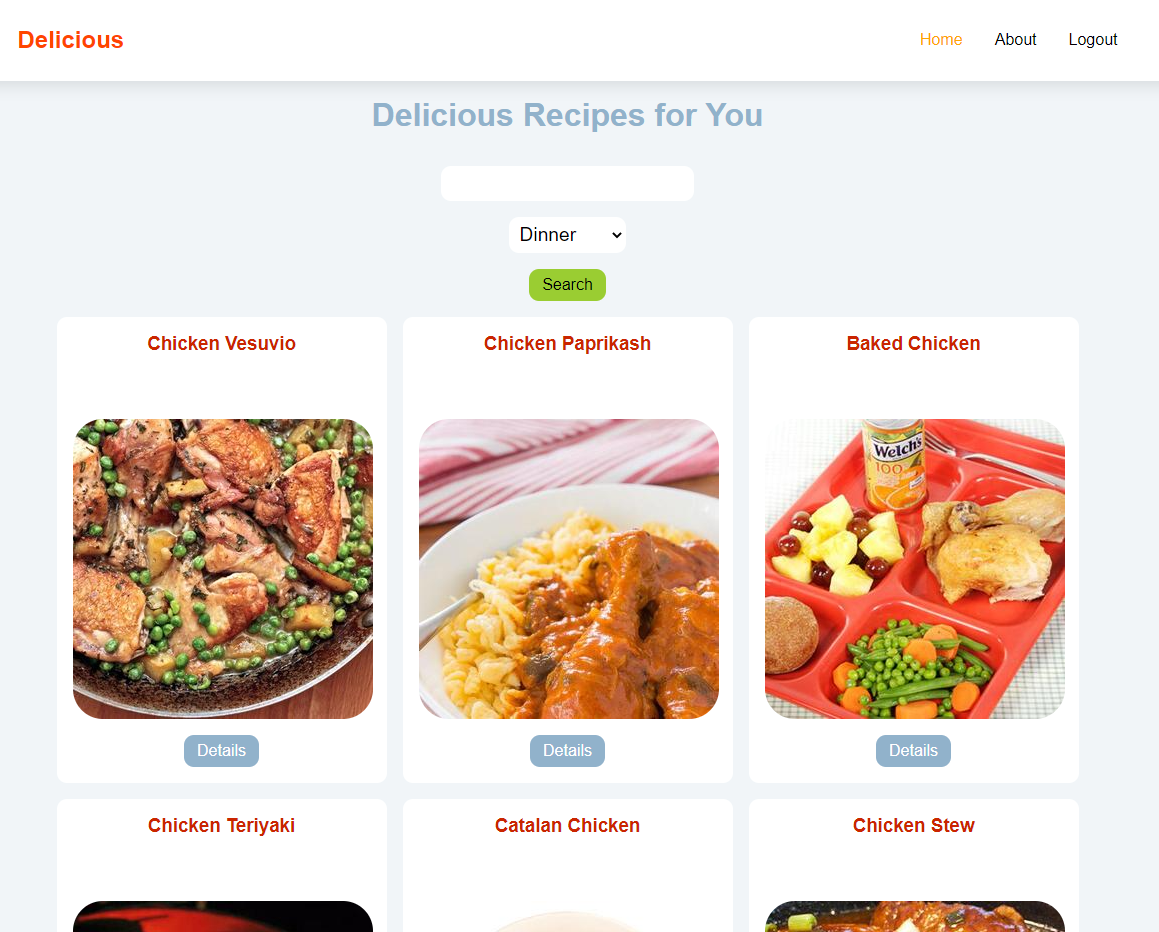 Delicious
Home About Logout
Delicious Recipes for You
Dinner
Search
Chicken Vesuvio
Chicken Paprikash
Baked Chicken
Welch's
100
Details
Details
Details
Chicken Teriyaki
Catalan Chicken
Chicken Stew